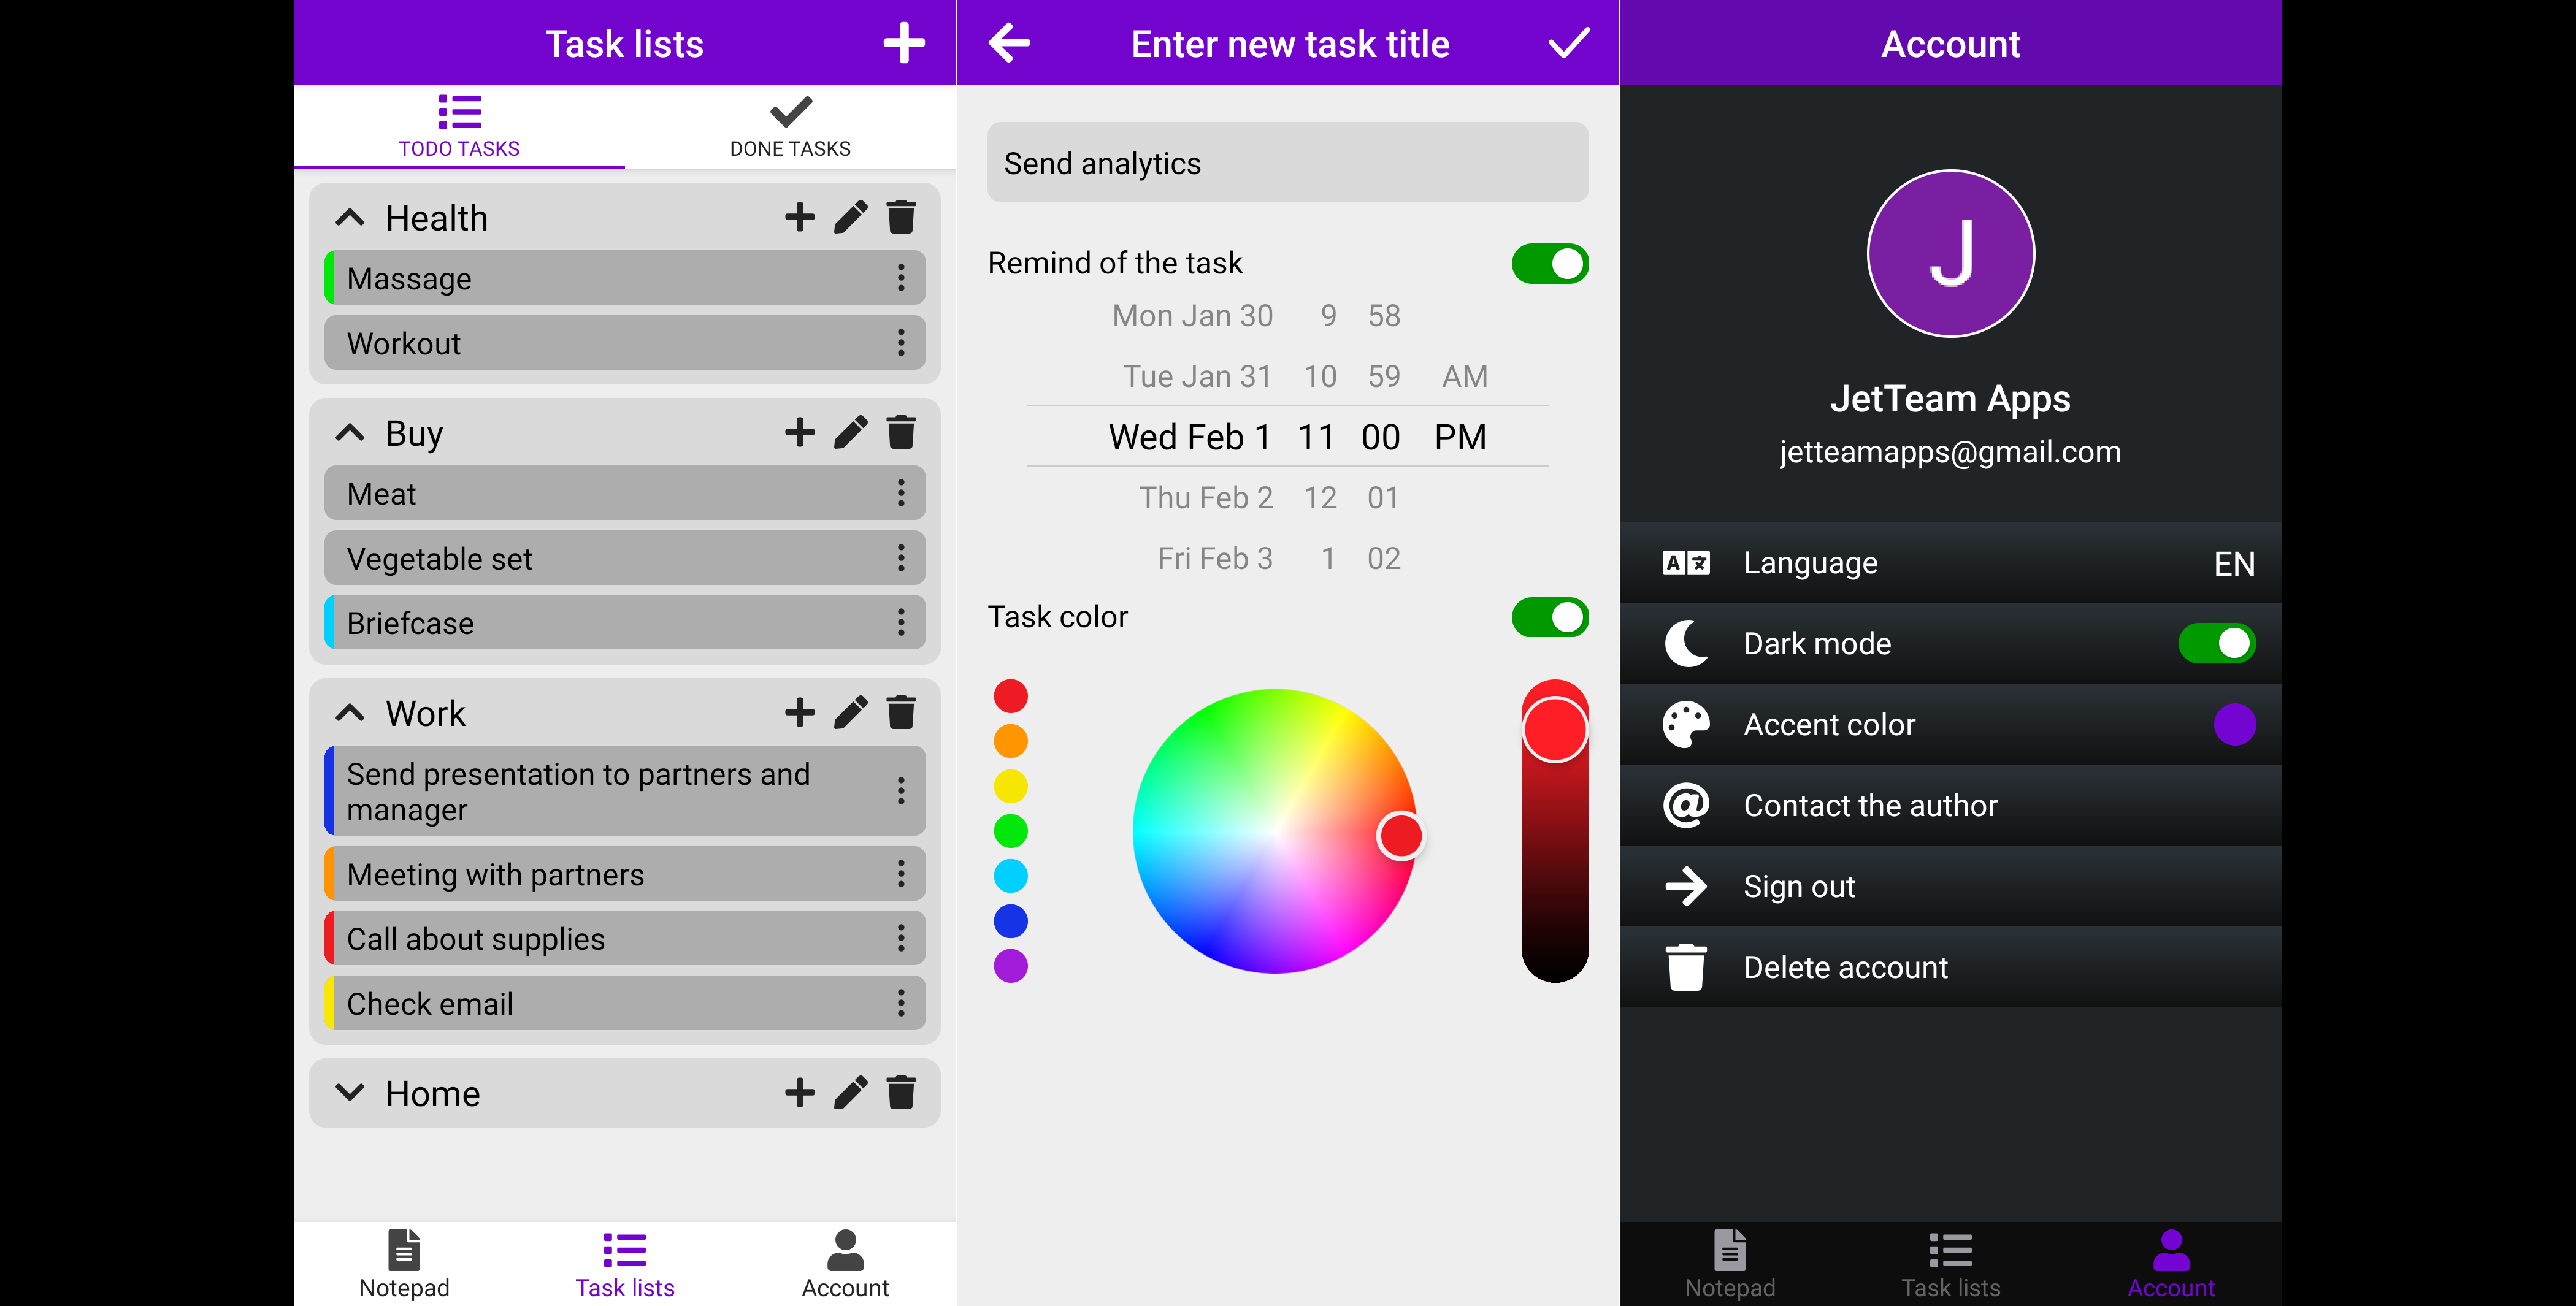 Task lists
TODO TASKS
DONE TASKS
Health
Massage
Workout
Buy
Meat
Vegetable set
Briefcase
Work
Send presentation to partners and
manager
Meeting with partners
Call about supplies
Check email
Home
Notepad
Task lists
Account
Enter new task title
Send analytics
Remind of the task
Mon Jan 30 9 58
Tue Jan 31 10 59 AM
Wed Feb 1 11 00 PM
Thu Feb 2 12 01
Fri Feb 3 1 02
Task color
Account
J
JetTeam Apps
jetteamapps@gmail.com
A文 Language EN
Dark mode
Accent color
@ Contact the author
Sign out
Delete account
Notepad
Task lists
Account